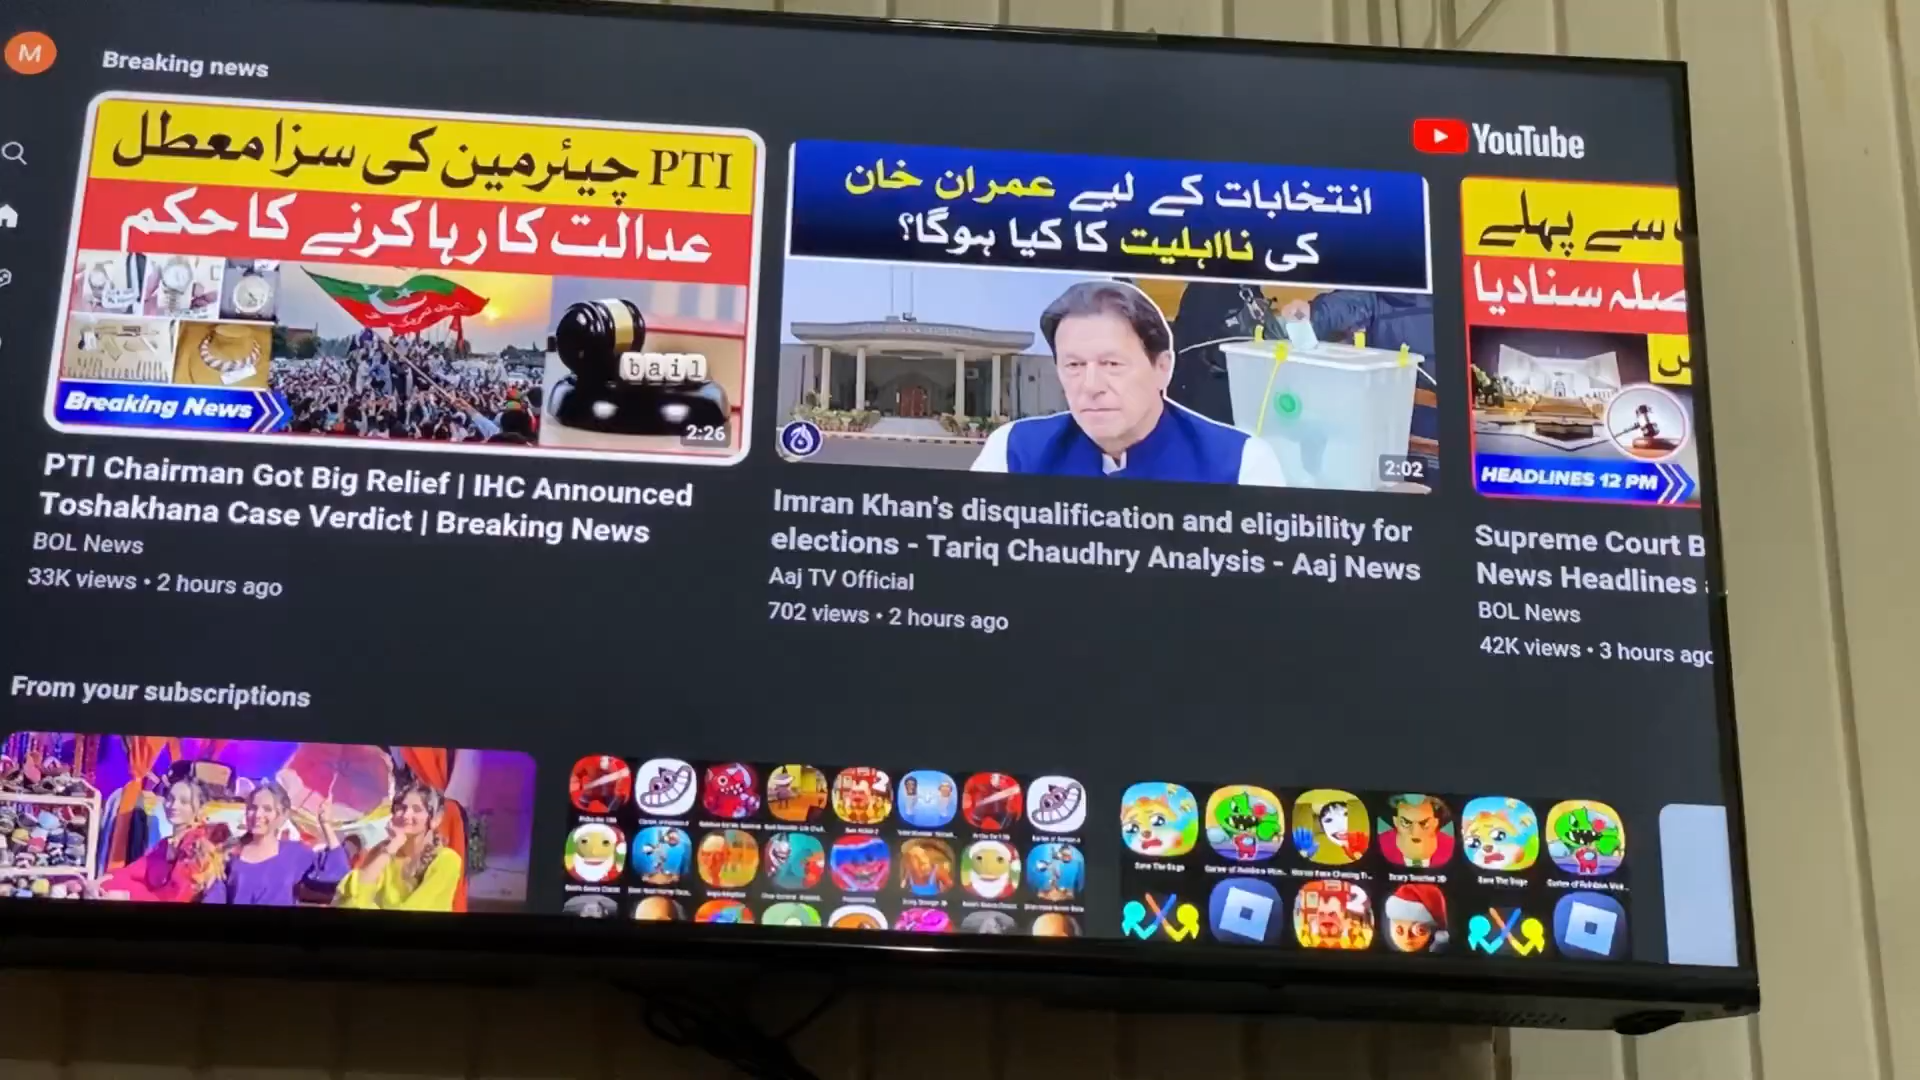 M
Breaking news
YouTube
PTI چیئرمین کی سزا معطل
عدالت کا رہا کرنے کا حکم
bail
Breaking News
2:26
PTI Chairman Got Big Relief | IHC Announced
Toshakhana Case Verdict | Breaking News
BOL News
33K views • 2 hours ago
انتخابات کے لیے عمران خان
کی نااہلیت کا کیا ہوگا؟
2:02
Imran Khan's disqualification and eligibility for
elections - Tariq Chaudhry Analysis - Aaj News
Aaj TV Official
702 views • 2 hours ago
سے پہلے
سنادیا
HEADLINES 12 PM
Supreme Court B
News Headlines
BOL News
42K views • 3 hours ago
From your subscriptions